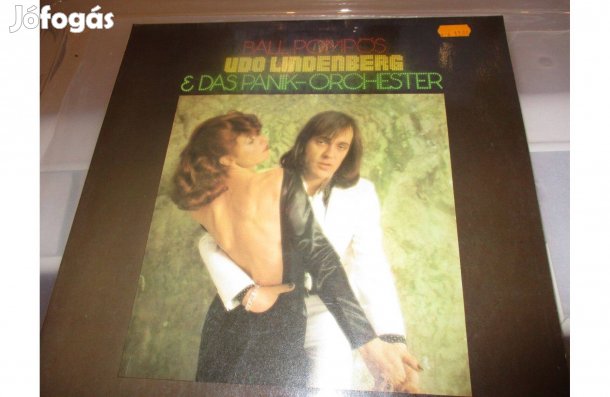 Jófogás
BALL POMPÖS
UDO LINDENBERG
& DAS PANIK-ORCHESTER